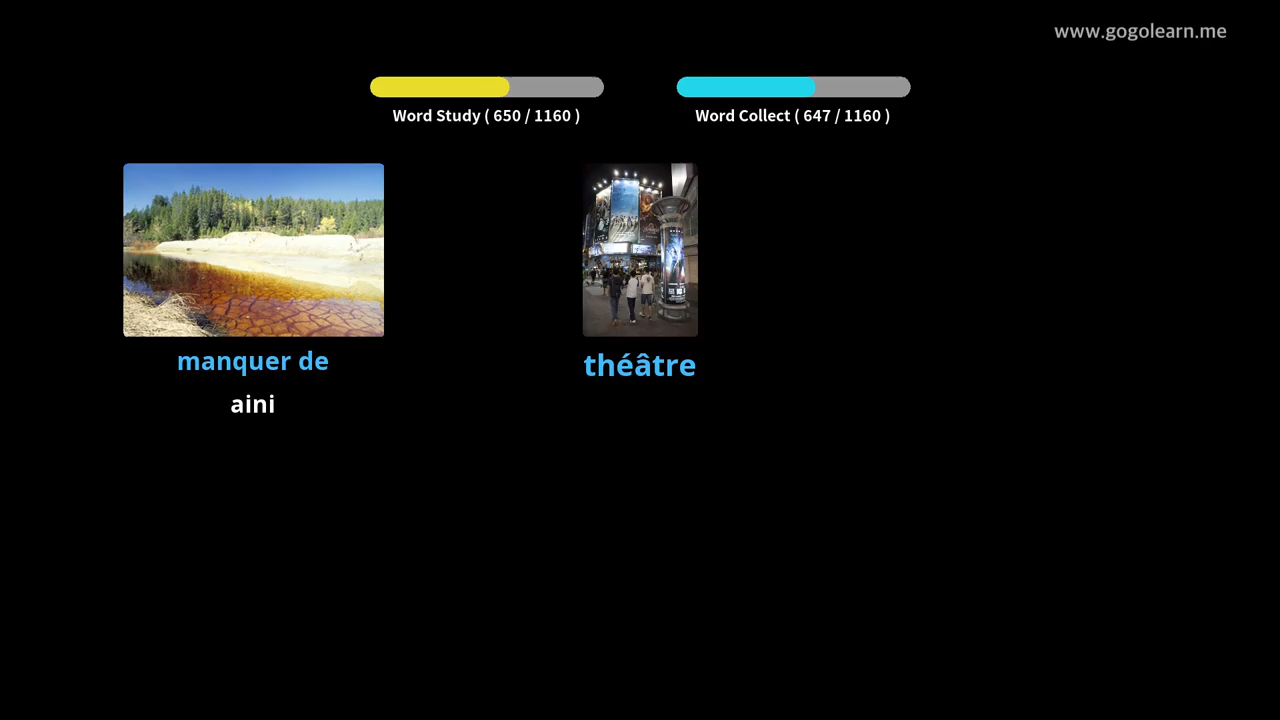 www.gogolearn.me
Word Study ( 650 / 1160 )
Word Collect ( 647 / 1160 )
manquer de
aini
théâtre